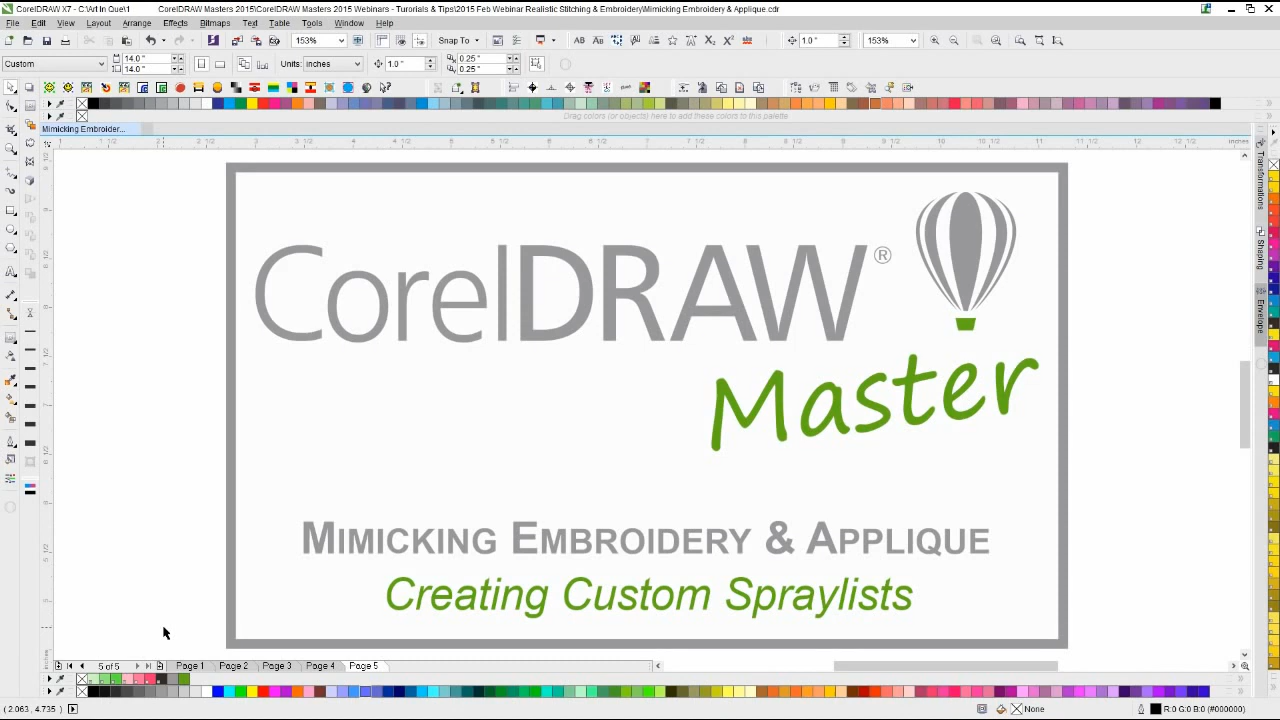 CorelDRAW X7 - C:\Art In Que\1
CorelDRAW Masters 2015\CorelDRAW Masters 2015 Webinars - Turorials & Tips\2015 Feb Webinar Realistic Stitching & Embroidery\Mimicking Embroidery & Applique.cdr
File Edit View Layout Arrange Effects Bitmaps Text Table Tools Window Help
153% Snap To 1.0 " 153%
Custom 14.0 " 14.0 " Units: inches 1.0 " 0.25 " 0.25 "
Drag colors (or objects) here to add these colors to this palette
Mimicking Embroider...
inches
Transformations
Shaping
Envelope
CorelDRAW®
Master
MIMICKING EMBROIDERY & APPLIQUE
Creating Custom Spraylists
5 of 5 Page 1 Page 2 Page 3 Page 4 Page 5
( 2.063, 4.735 ) None R:0 G:0 B:0 (#000000)